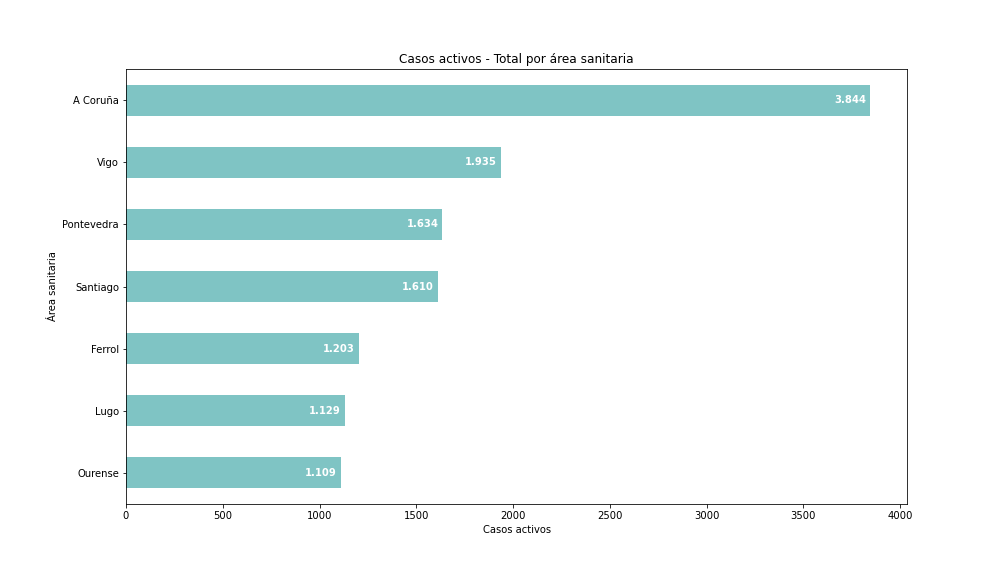 Casos activos - Total por área sanitaria
A Coruña
3.844
Vigo
1.935
Pontevedra
1.634
Santiago
1.610
Ferrol
1.203
Lugo
1.129
Ourense
1.109
Área sanitaria
0 500 1000 1500 2000 2500 3000 3500 4000
Casos activos